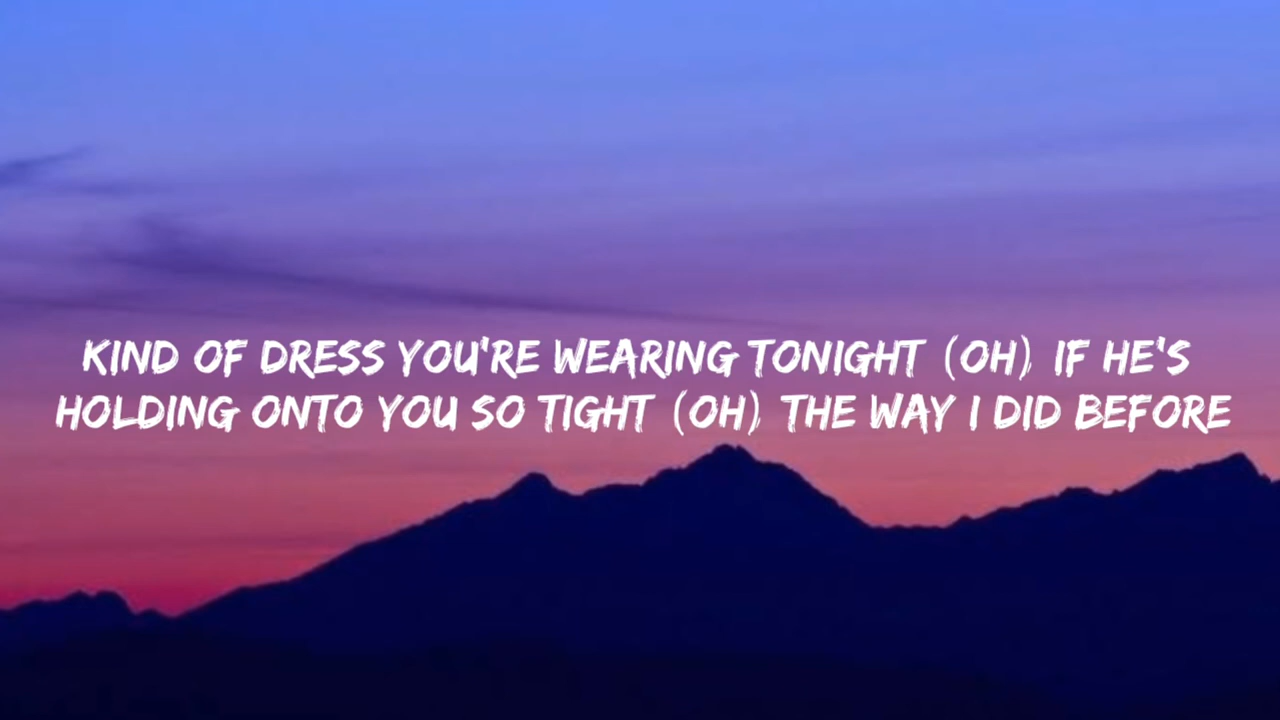 KIND OF DRESS YOU'RE WEARING TONIGHT (OH), IF HE'S
HOLDING ONTO YOU SO TIGHT (OH), THE WAY I DID BEFORE